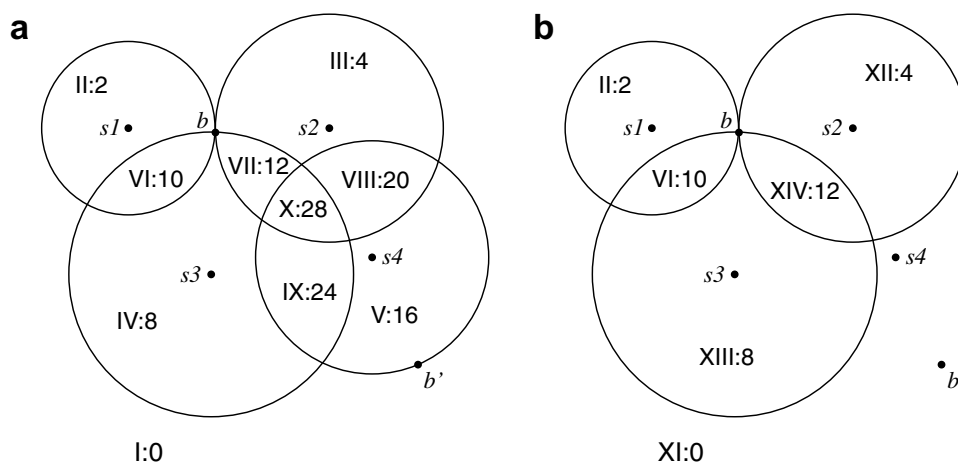 a
II:2
III:4
s1
b
s2
VI:10
VII:12
VIII:20
X:28
s3
s4
IX:24
IV:8
V:16
b'
I:0
b
II:2
XII:4
s1
b
s2
VI:10
XIV:12
s4
s3
XIII:8
b
XI:0